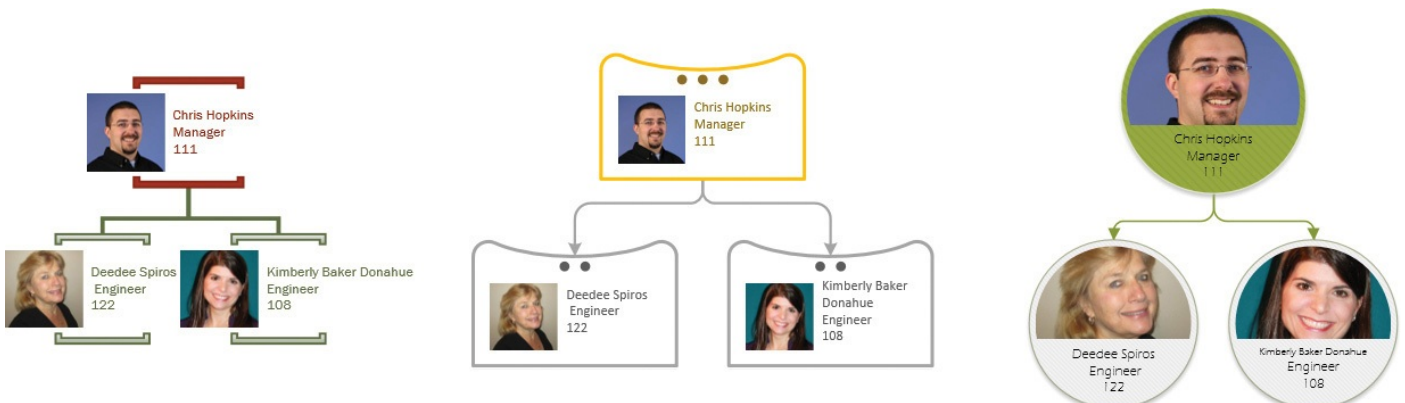 Chris Hopkins
Manager
111
Deedee Spiros
Engineer
122
Kimberly Baker Donahue
Engineer
108
Chris Hopkins
Manager
111
Deedee Spiros
Engineer
122
Kimberly Baker
Donahue
Engineer
108
Chris Hopkins
Manager
111
Deedee Spiros
Engineer
122
Kimberly Baker Donahue
Engineer
108